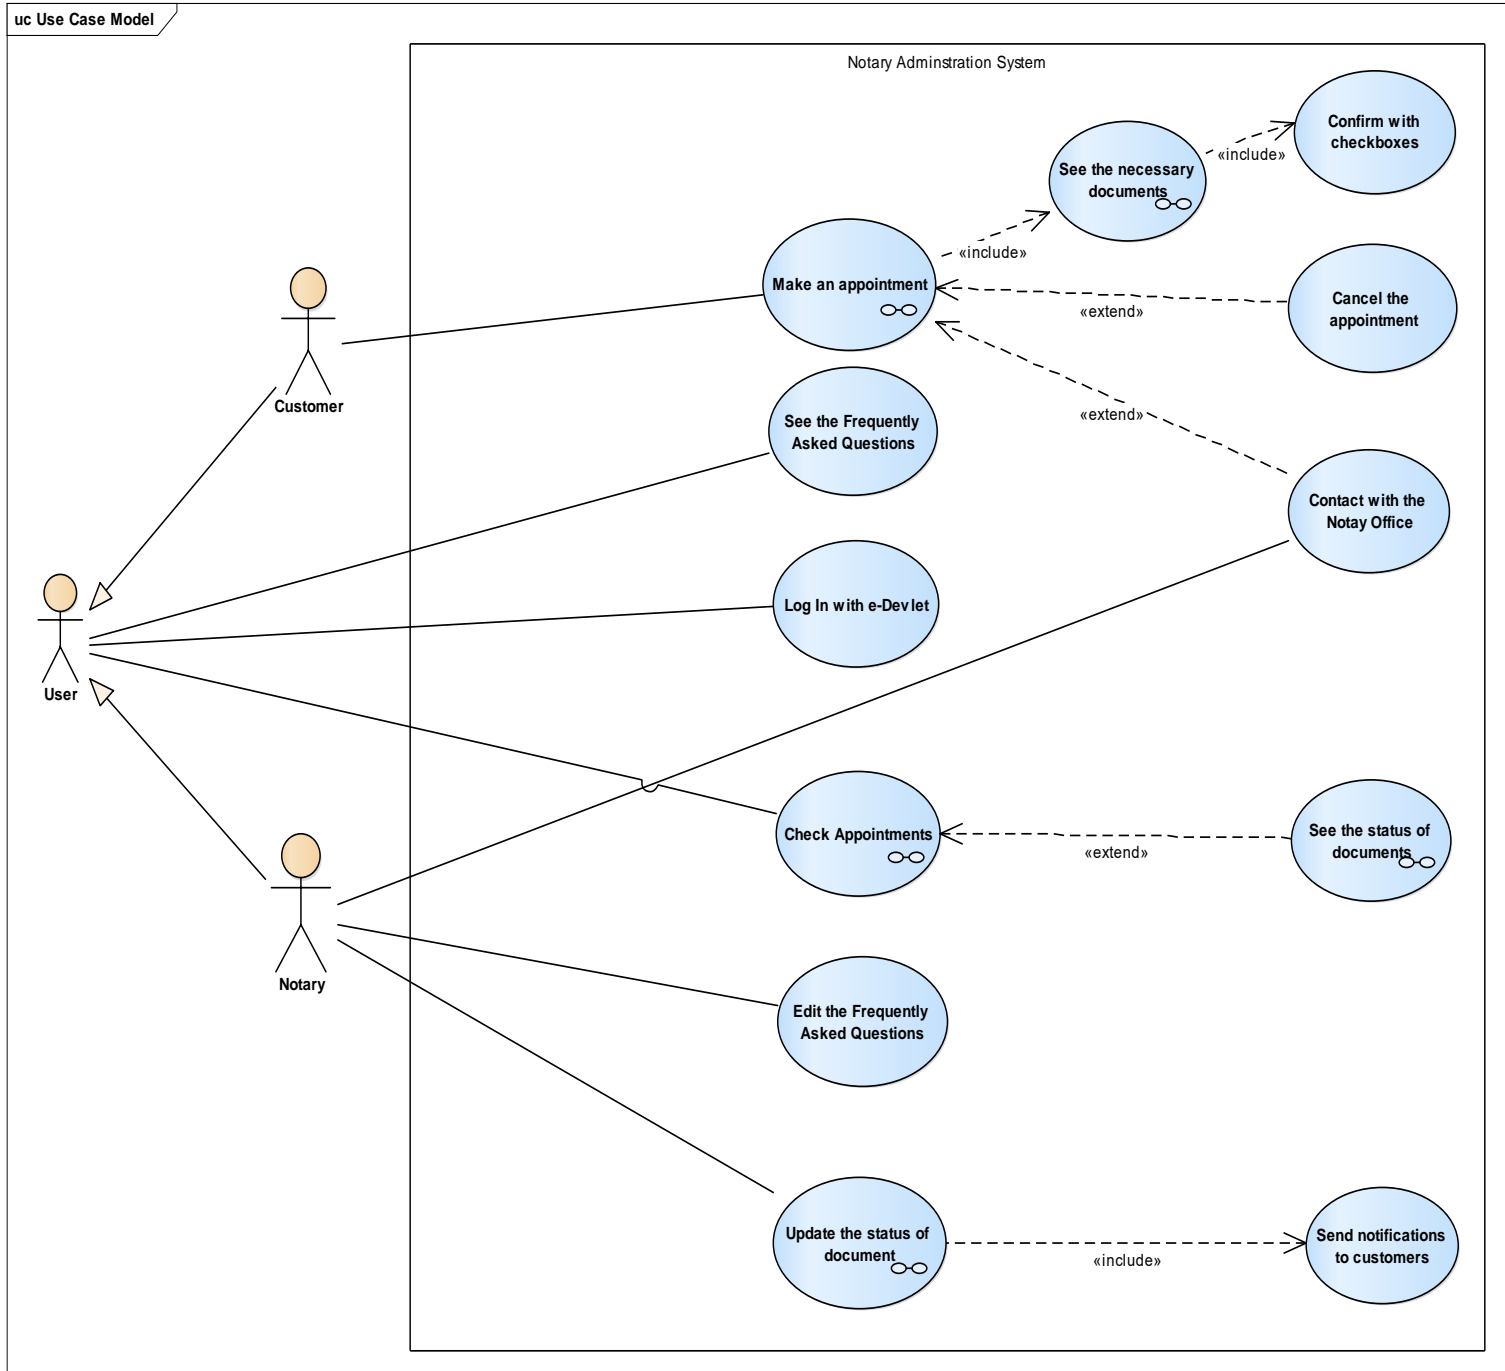 uc Use Case Model
Notary Adminstration System
Confirm with
checkboxes
See the necessary
documents
«include»
«include»
Make an appointment
Cancel the
appointment
«extend»
Customer
«extend»
See the Frequently
Asked Questions
Contact with the
Notay Office
Log In with e-Devlet
User
Check Appointments
See the status of
documents
«extend»
Notary
Edit the Frequently
Asked Questions
Update the status of
document
Send notifications
to customers
«include»